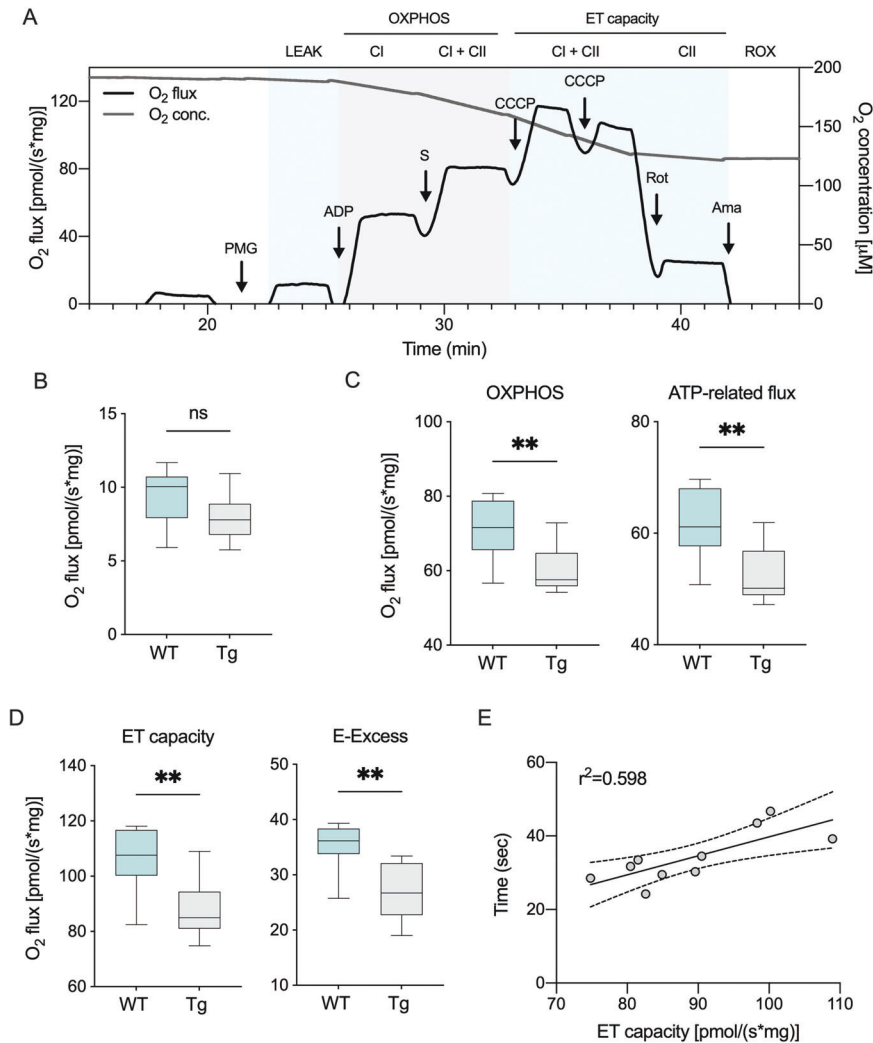 A
OXPHOS
ET capacity
LEAK
CI
CI + CII
CI + CII
CII
ROX
O2 flux
O2 conc.
PMG
ADP
S
CCCP
CCCP
Rot
Ama
O2 flux [pmol/(s*mg)]
120
80
40
0
O2 concentration [µM]
200
150
100
50
0
20
30
40
Time (min)
B
ns
O2 flux [pmol/(s*mg)]
15
10
5
0
WT
Tg
C
OXPHOS
**
O2 flux [pmol/(s*mg)]
100
80
60
40
WT
Tg
ATP-related flux
**
80
60
40
WT
Tg
D
ET capacity
**
O2 flux [pmol/(s*mg)]
140
120
100
80
60
WT
Tg
E-Excess
**
50
40
30
20
10
WT
Tg
E
r2=0.598
Time (sec)
60
40
20
0
70
80
90
100
110
ET capacity [pmol/(s*mg)]